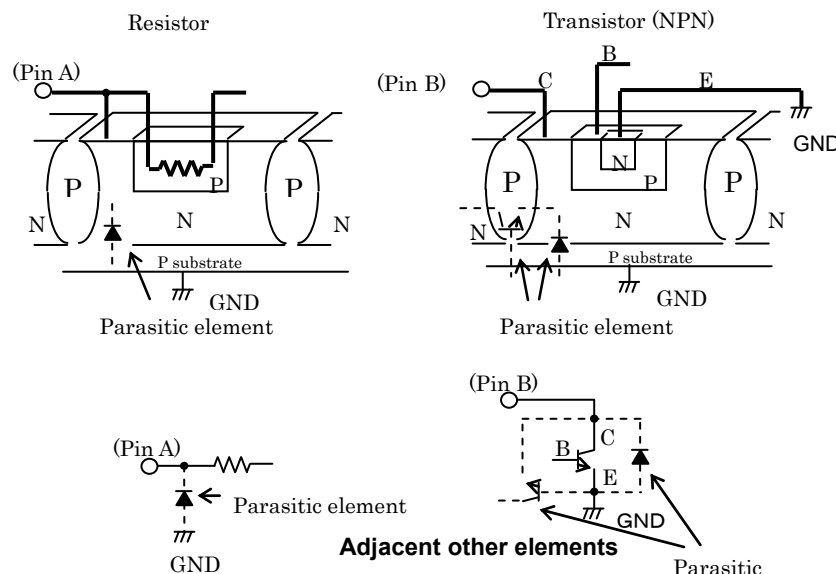 Resistor
Transistor (NPN)
(Pin A)
(Pin B)
C
B
E
GND
P
P
P
N
N
N
P substrate
GND
Parasitic element
P
N
P
P
N
N
N
P substrate
GND
Parasitic element
(Pin A)
Parasitic element
GND
(Pin B)
C
B
E
GND
Adjacent other elements
Parasitic